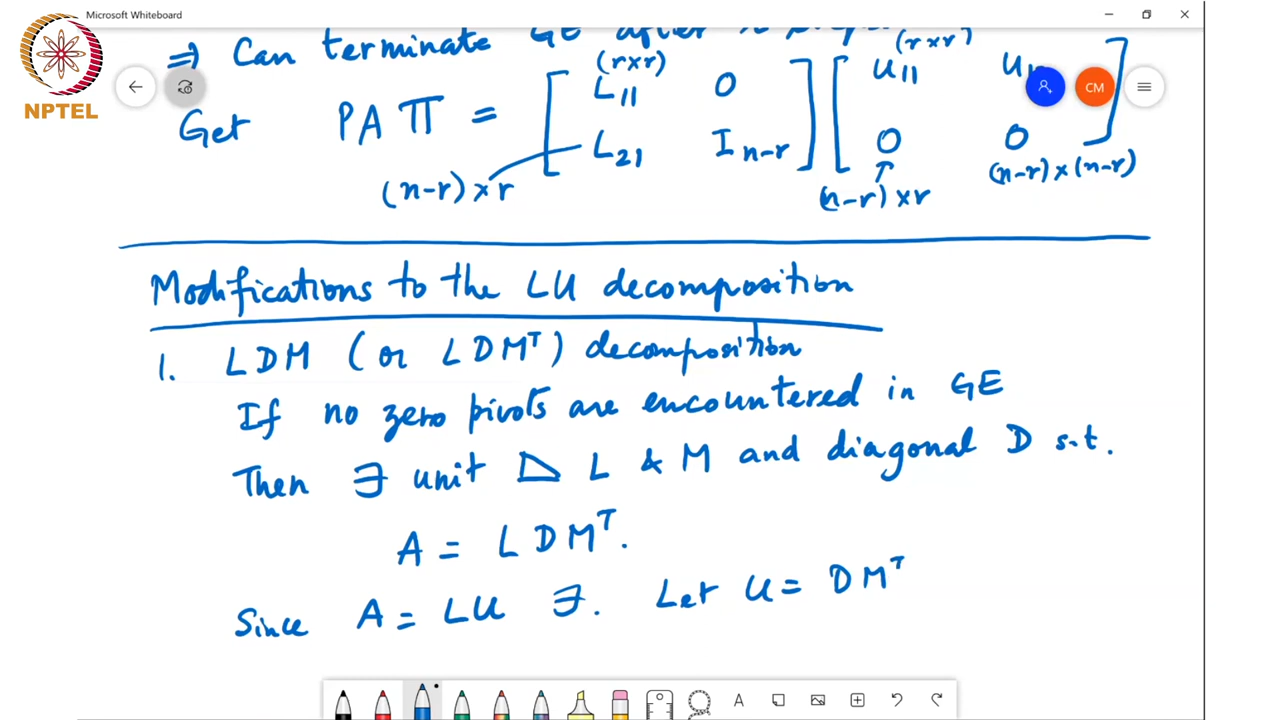 Microsoft Whiteboard
NPTEL
⇒ Can terminate GE after
(r×r) (r×r)
Get PAΠ = [ L11 0 ] [ U11
L21 I n-r ] [ 0 0 ]
(n-r) × r (n-r) × r (n-r) × (n-r)
CM
Modifications to the LU decomposition
1. LDM (or LDMᵀ) decomposition
If no zero pivots are encountered in GE
Then ∃ unit ◺ L & M and diagonal D s.t.
A = LDMᵀ.
Since A = LU ∃. Let U = DMᵀ
A